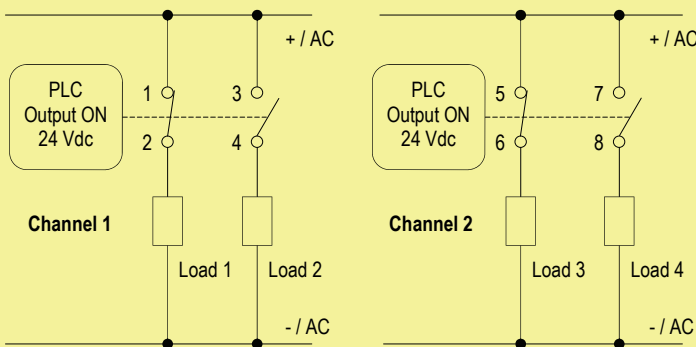 + / AC
PLC
Output ON
24 Vdc
1
3
2
4
Channel 1
Load 1
Load 2
- / AC
+ / AC
PLC
Output ON
24 Vdc
5
7
6
8
Channel 2
Load 3
Load 4
- / AC